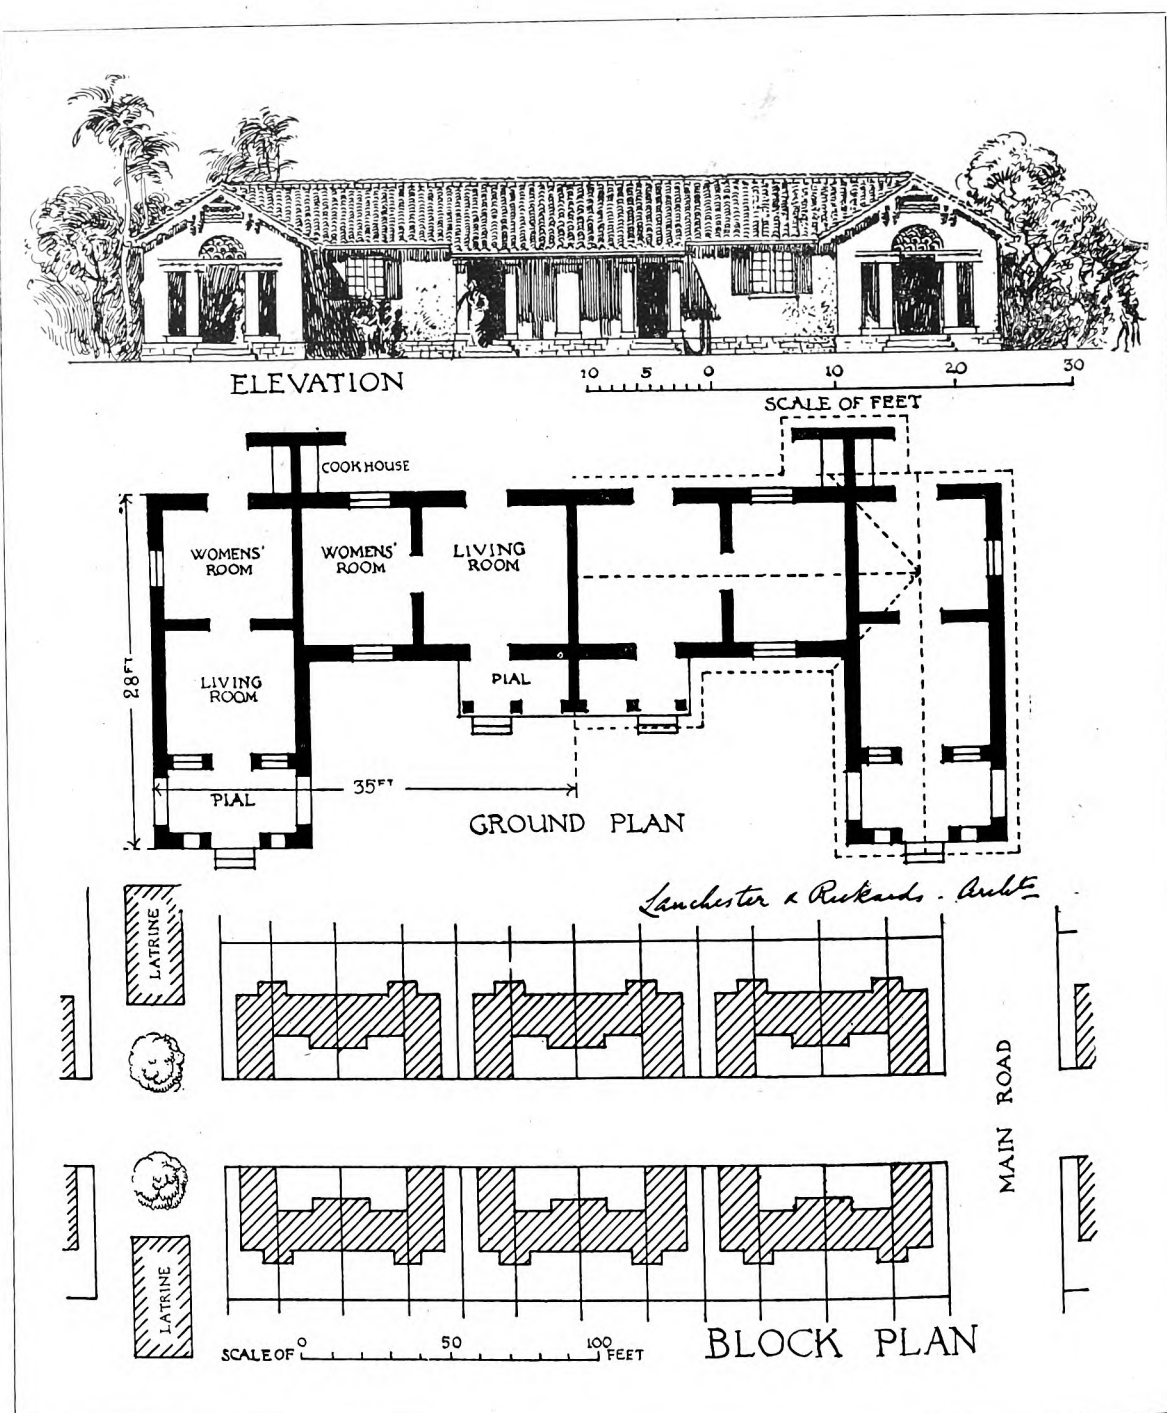 ELEVATION
10 5 0 10 20 30
SCALE OF FEET
COOK HOUSE
WOMENS'
ROOM
WOMENS'
ROOM
LIVING
ROOM
28FT
LIVING
ROOM
PIAL
35FT
PIAL
GROUND PLAN
Lanchester & Rickards - Archts
LATRINE
MAIN ROAD
LATRINE
0 50 100
SCALE OF FEET
BLOCK PLAN